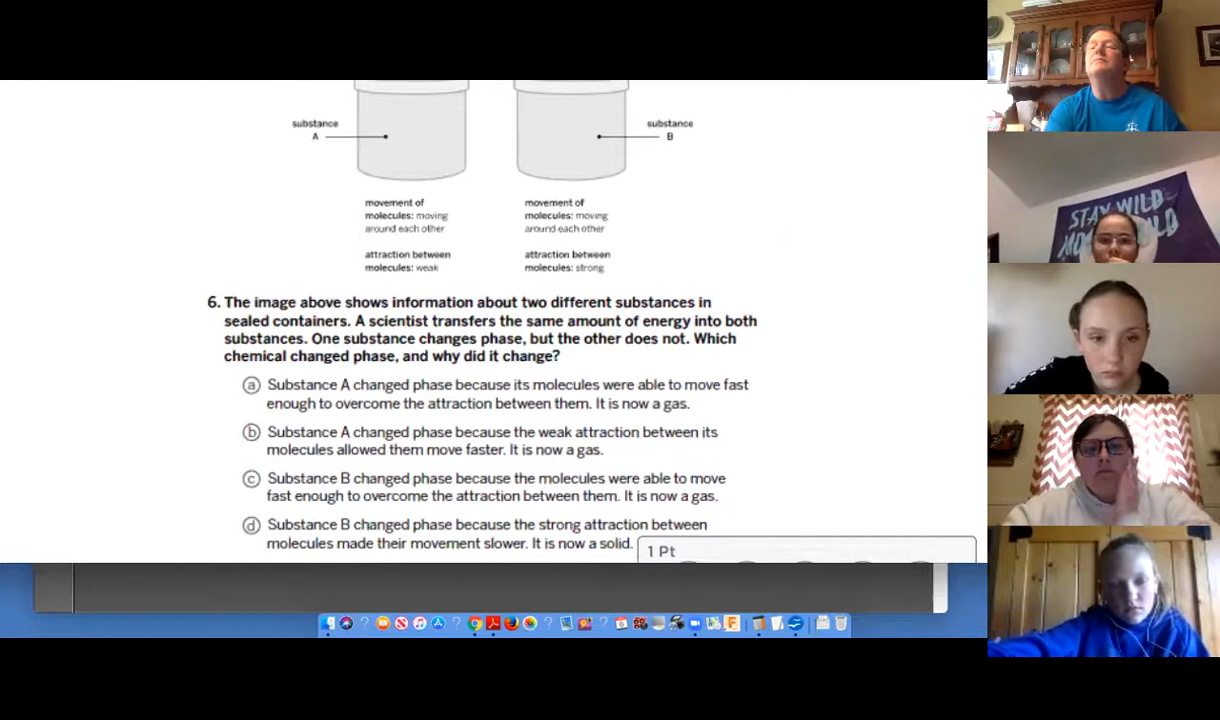 substance
A
substance
B
movement of
molecules: moving
around each other
movement of
molecules: moving
around each other
attraction between
molecules: weak
attraction between
molecules: strong
6. The image above shows information about two different substances in
sealed containers. A scientist transfers the same amount of energy into both
substances. One substance changes phase, but the other does not. Which
chemical changed phase, and why did it change?
a Substance A changed phase because its molecules were able to move fast
enough to overcome the attraction between them. It is now a gas.
b Substance A changed phase because the weak attraction between its
molecules allowed them move faster. It is now a gas.
c Substance B changed phase because the molecules were able to move
fast enough to overcome the attraction between them. It is now a gas.
d Substance B changed phase because the strong attraction between
molecules made their movement slower. It is now a solid.
1 Pt
STAY WILD